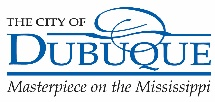 THE CITY OF
DUBUQUE
Masterpiece on the Mississippi